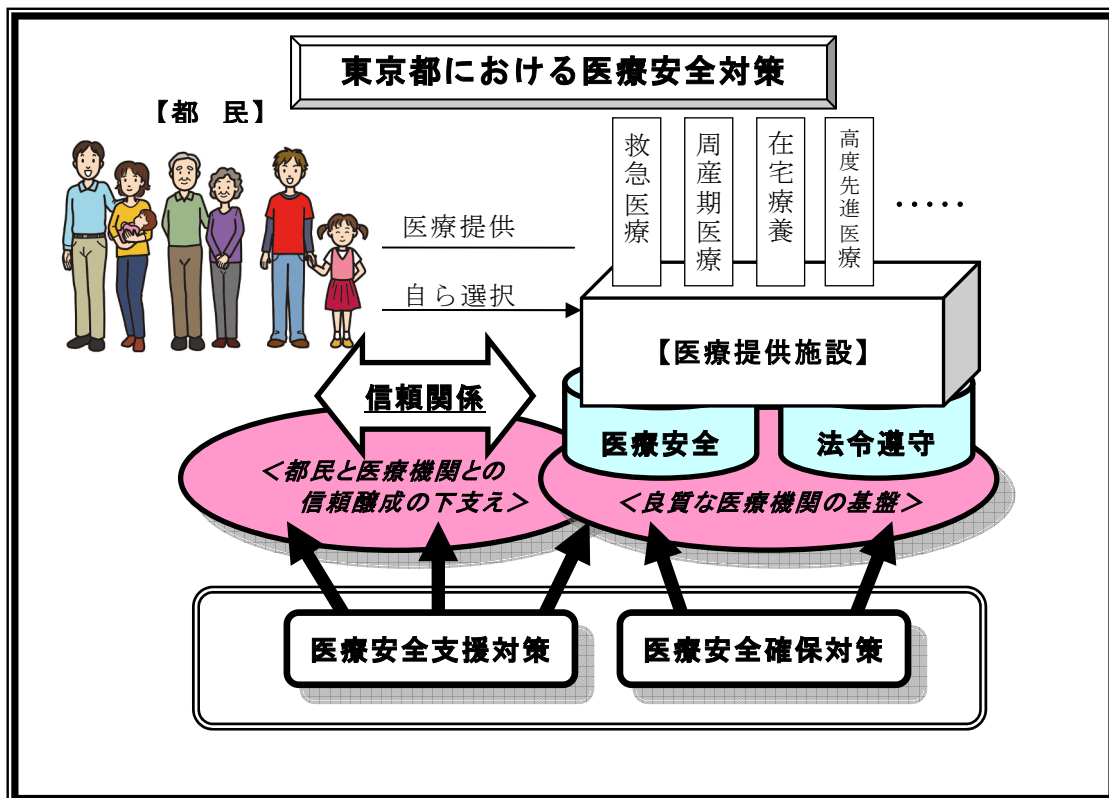 東京都における医療安全対策
【都　民】
救急医療
周産期医療
在宅療養
高度先進医療
・・・・・
医療提供
自ら選択
【医療提供施設】
信頼関係
医療安全
法令遵守
＜都民と医療機関との
信頼醸成の下支え＞
＜良質な医療機関の基盤＞
医療安全支援対策
医療安全確保対策